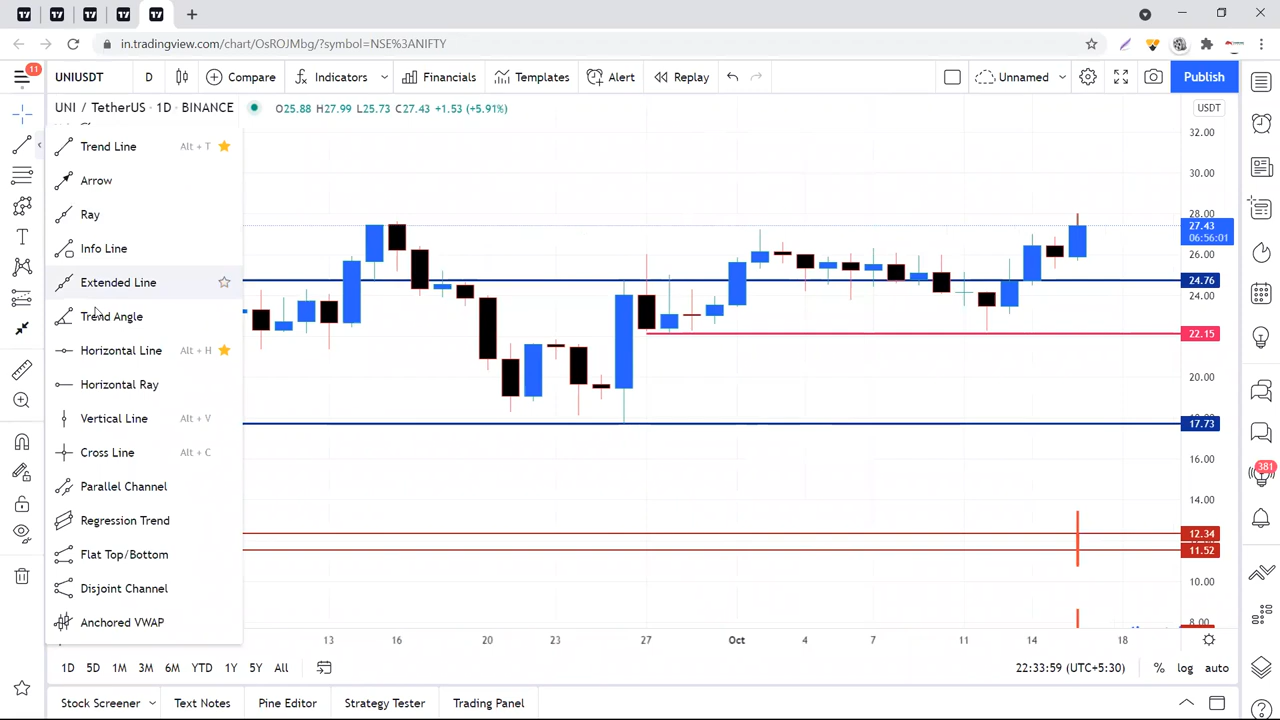 in.tradingview.com/chart/OsROJMbg/?symbol=NSE%3ANIFTY
11
UNIUSDT
D
Compare
Indicators
Financials
Templates
Alert
Replay
Unnamed
Publish
UNI / TetherUS · 1D · BINANCE
O25.88 H27.99 L25.73 C27.43 +1.53 (+5.91%)
USDT
Trend Line Alt + T
Arrow
Ray
Info Line
Extended Line
Trend Angle
Horizontal Line Alt + H
Horizontal Ray
Vertical Line Alt + V
Cross Line Alt + C
Parallel Channel
Regression Trend
Flat Top/Bottom
Disjoint Channel
Anchored VWAP
32.00
30.00
28.00
27.43
06:56:01
26.00
24.76
24.00
22.15
20.00
17.73
16.00
14.00
12.34
11.52
10.00
8.00
381
13 16 20 23 27 Oct 4 7 11 14 18
1D 5D 1M 3M 6M YTD 1Y 5Y All
22:33:59 (UTC+5:30)
% log auto
Stock Screener
Text Notes
Pine Editor
Strategy Tester
Trading Panel